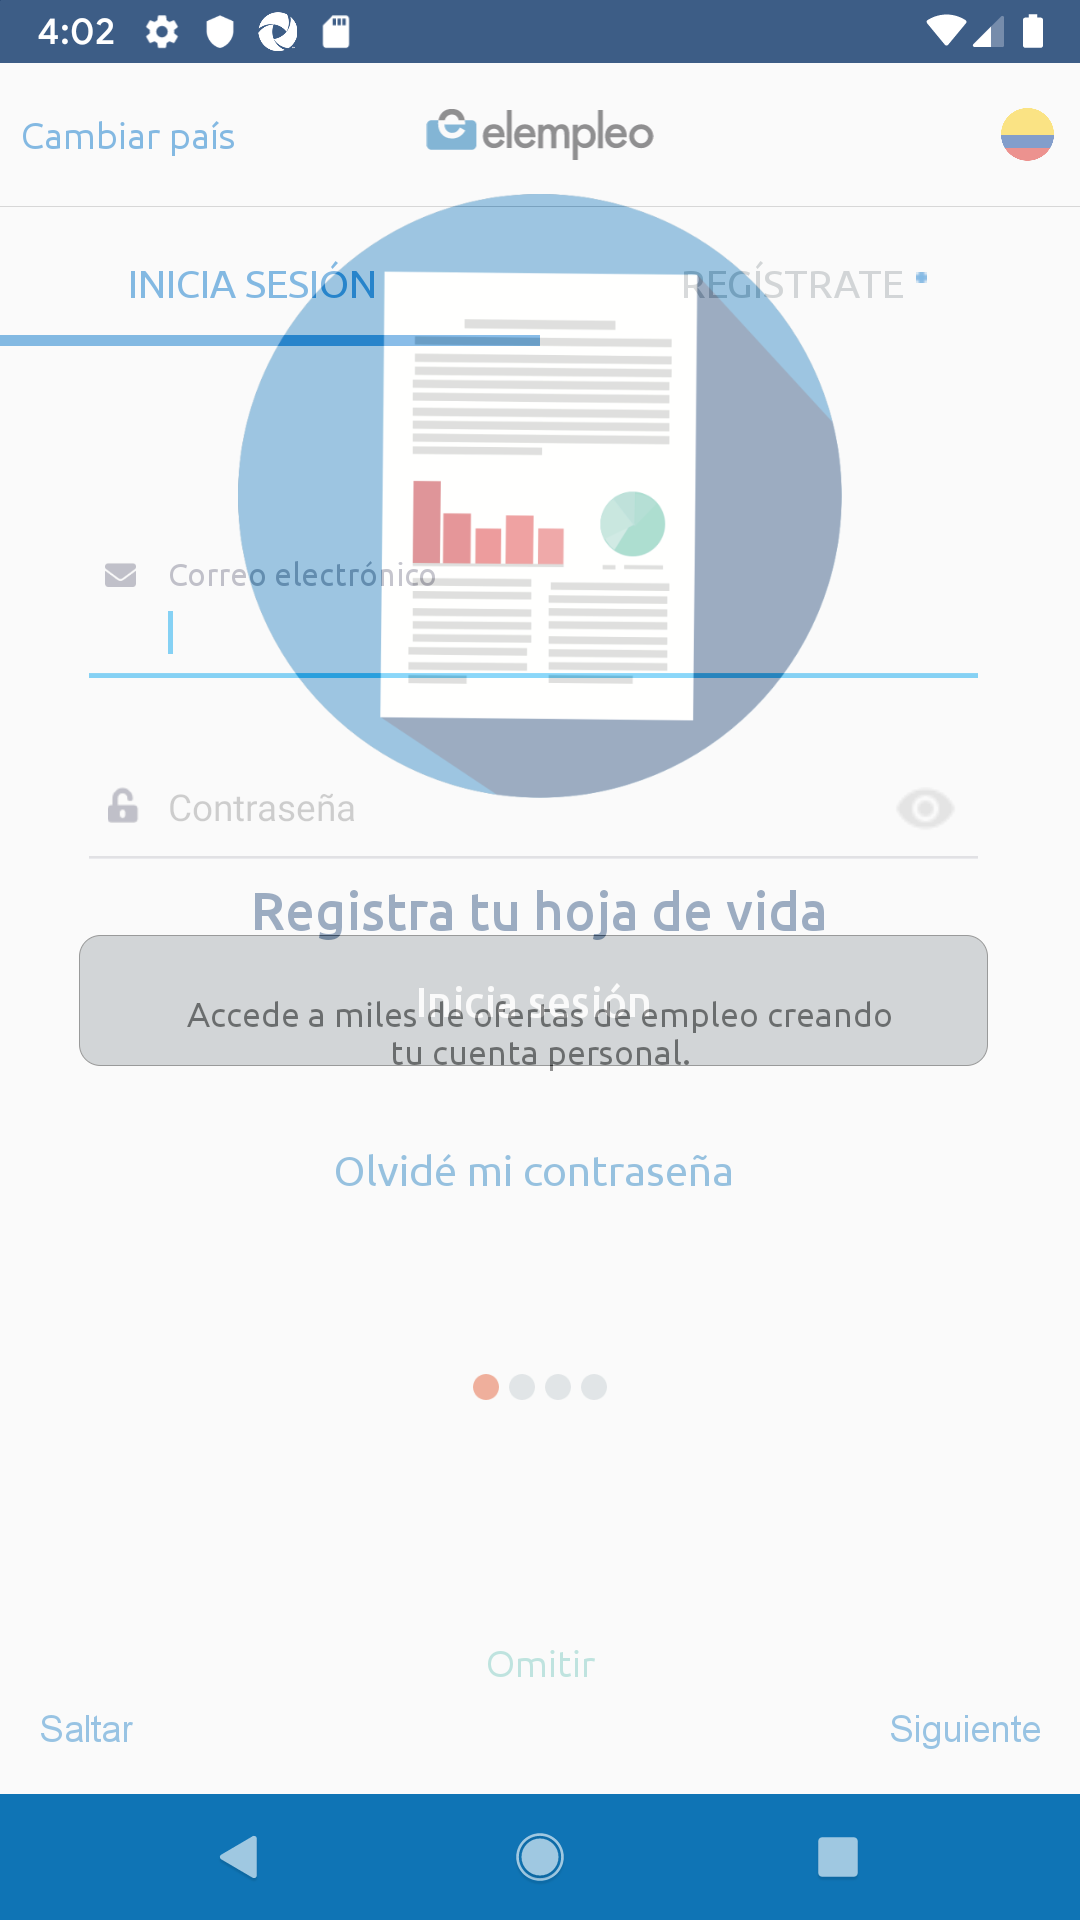 4:02
Cambiar país
elempleo
INICIA SESIÓN
REGÍSTRATE
Correo electrónico
Contraseña
Registra tu hoja de vida
Inicia sesión
Accede a miles de ofertas de empleo creando
tu cuenta personal.
Olvidé mi contraseña
Omitir
Saltar
Siguiente